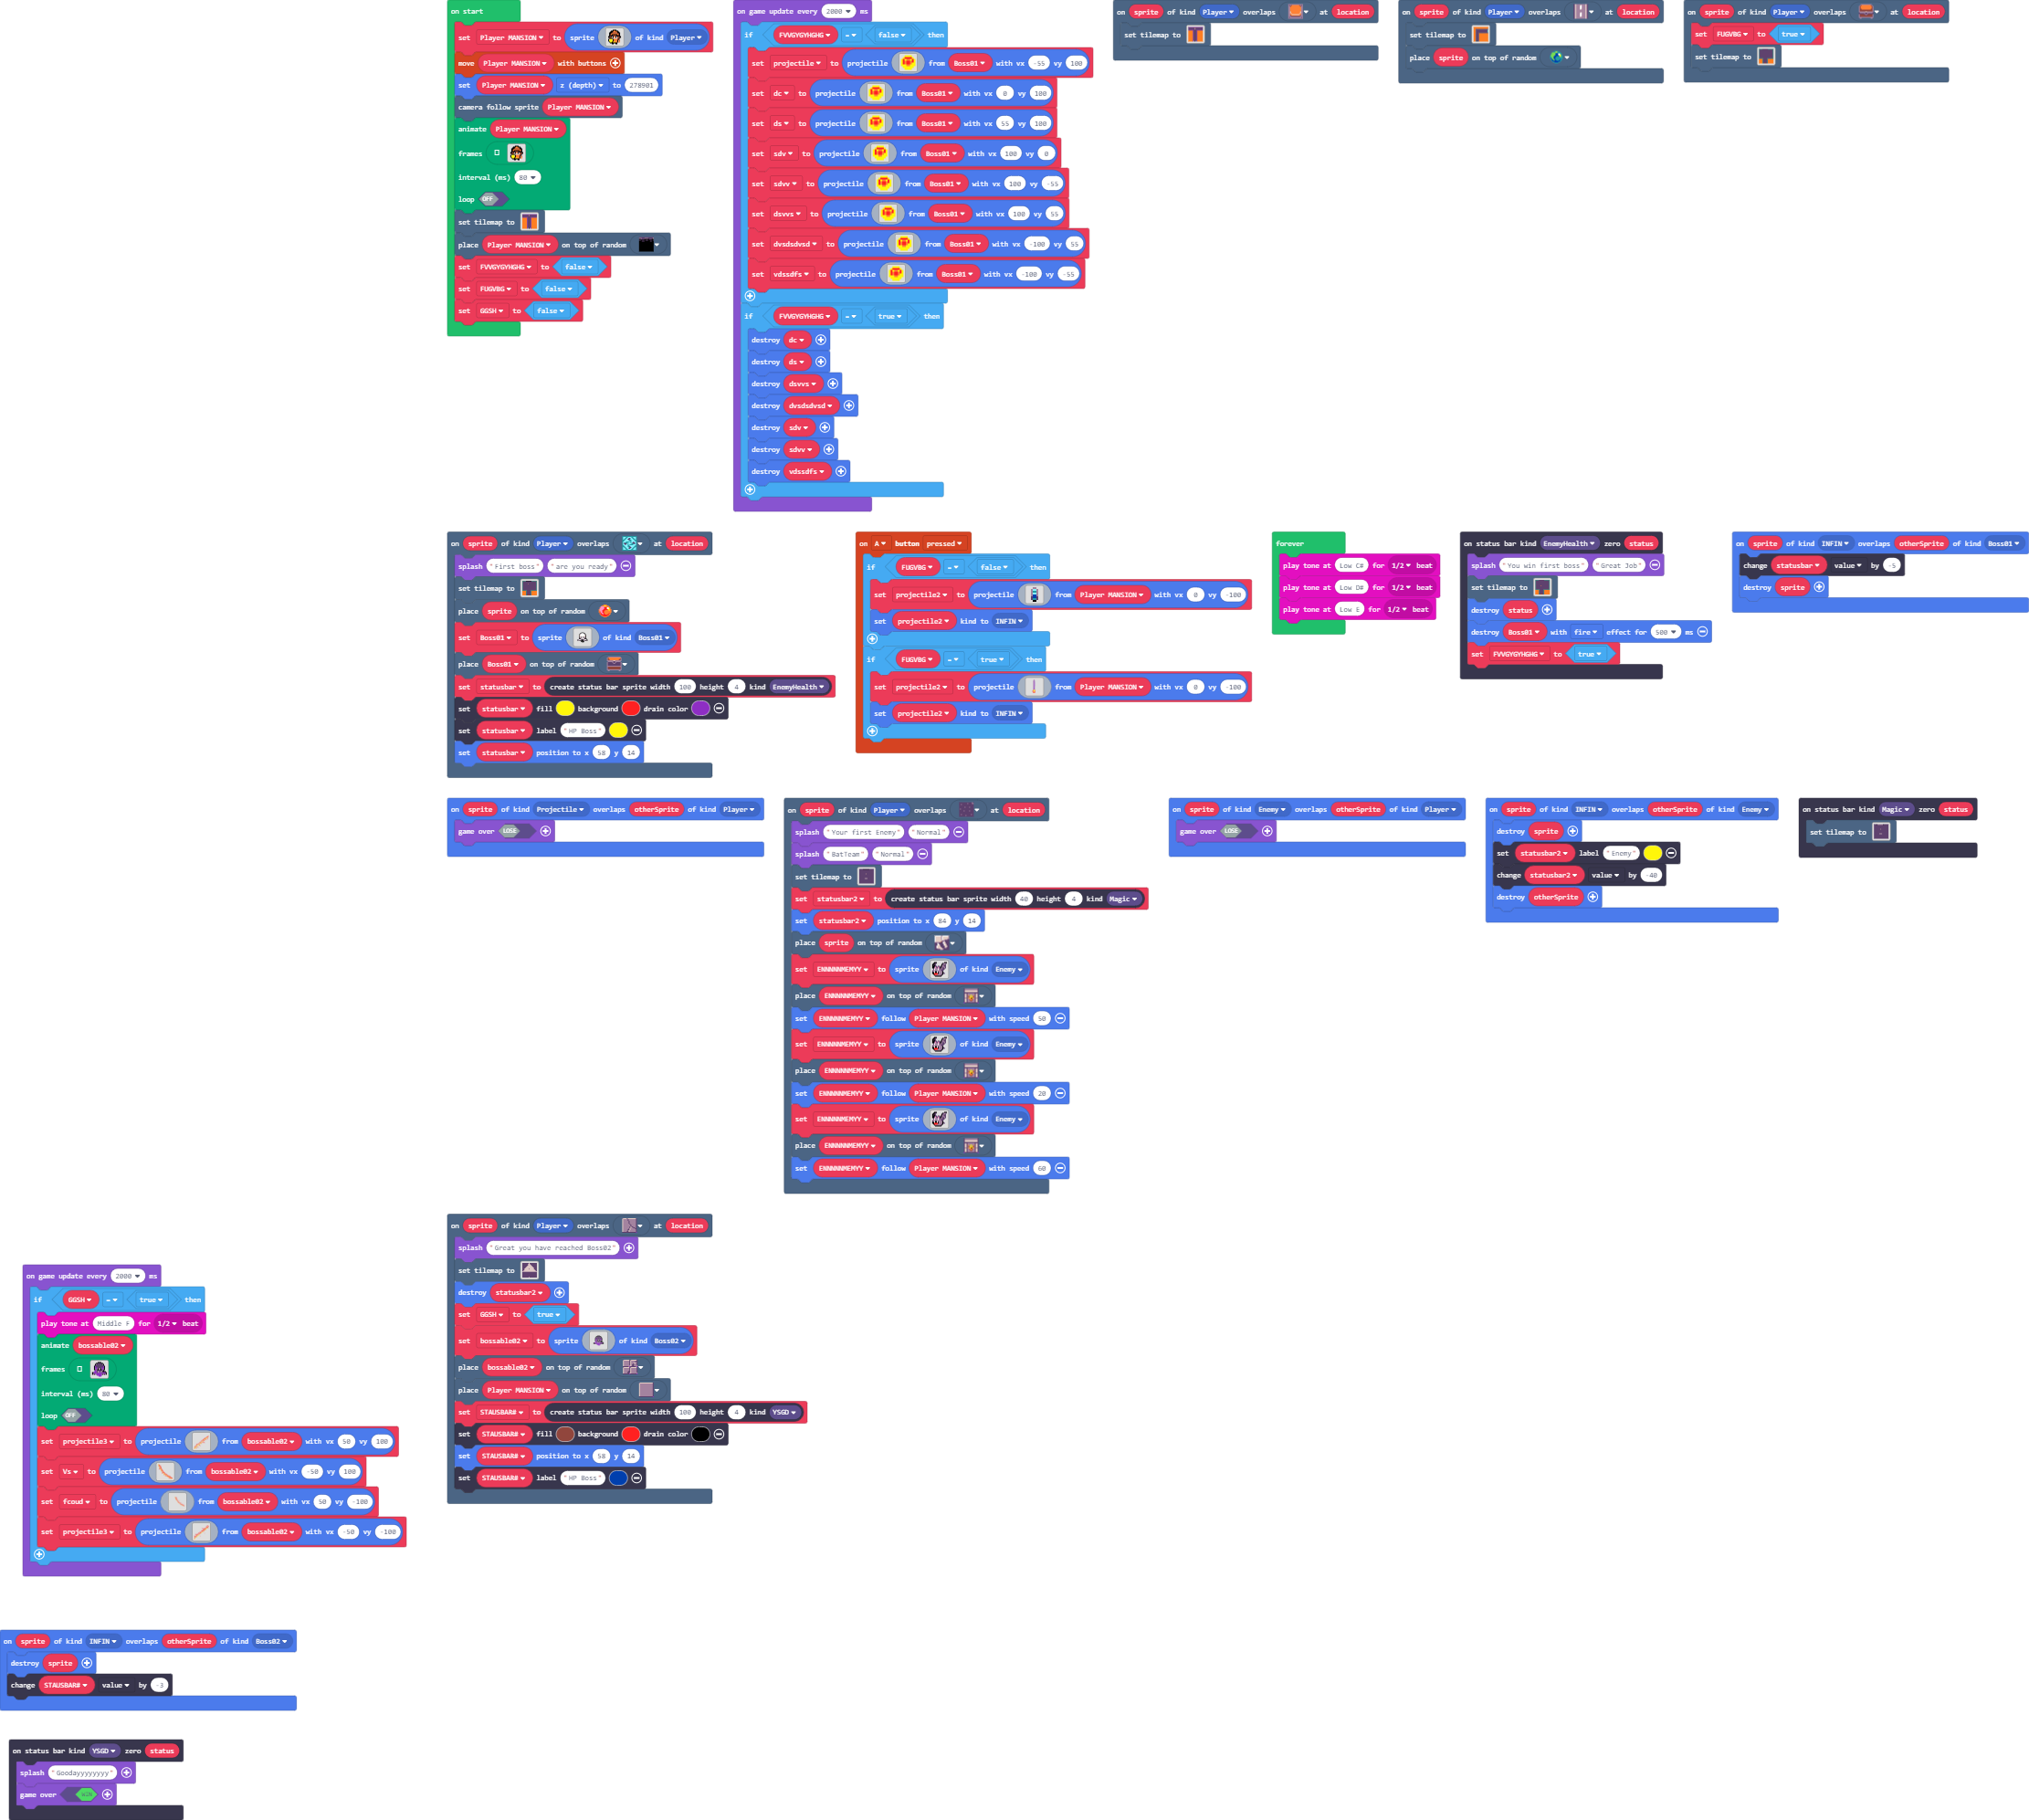 on start
set Player MANSION to sprite of kind Player
move Player MANSION with buttons
set Player MANSION z (depth) to 278901
camera follow sprite Player MANSION
animate Player MANSION
frames
interval (ms) 80
loop OFF
set tilemap to
place Player MANSION on top of random
set FVVGYGYHGHG to false
set FUGVBG to false
set GGSH to false
on game update every 2000 ms
if FVVGYGYHGHG = false then
set projectile to projectile from Boss01 with vx -55 vy 100
set dc to projectile from Boss01 with vx 0 vy 100
set ds to projectile from Boss01 with vx 55 vy 100
set sdv to projectile from Boss01 with vx 100 vy 0
set sdvv to projectile from Boss01 with vx 100 vy -55
set dsvvs to projectile from Boss01 with vx 100 vy 55
set dvsdsdvsd to projectile from Boss01 with vx -100 vy 55
set vdssdfs to projectile from Boss01 with vx -100 vy -55
if FVVGYGYHGHG = true then
destroy dc
destroy ds
destroy dsvvs
destroy dvsdsdvsd
destroy sdv
destroy sdvv
destroy vdssdfs
on sprite of kind Player overlaps at location
set tilemap to
on sprite of kind Player overlaps at location
set tilemap to
place sprite on top of random
on sprite of kind Player overlaps at location
set FUGVBG to true
set tilemap to
on sprite of kind Player overlaps at location
splash "First boss" "are you ready"
set tilemap to
place sprite on top of random
set Boss01 to sprite of kind Boss01
place Boss01 on top of random
set statusbar to create status bar sprite width 100 height 4 kind EnemyHealth
set statusbar fill background drain color
set statusbar label "HP Boss"
set statusbar position to x 58 y 14
on A button pressed
if FUGVBG = false then
set projectile2 to projectile from Player MANSION with vx 0 vy -100
set projectile2 kind to INFIN
if FUGVBG = true then
set projectile2 to projectile from Player MANSION with vx 0 vy -100
set projectile2 kind to INFIN
forever
play tone at Low C# for 1/2 beat
play tone at Low D# for 1/2 beat
play tone at Low E for 1/2 beat
on status bar kind EnemyHealth zero status
splash "You win first boss" "Great Job"
set tilemap to
destroy status
destroy Boss01 with fire effect for 500 ms
set FVVGYGYHGHG to true
on sprite of kind INFIN overlaps otherSprite of kind Boss01
change statusbar value by -5
destroy sprite
on sprite of kind Projectile overlaps otherSprite of kind Player
game over LOSE
on sprite of kind Player overlaps at location
splash "Your first Enemy" "Normal"
splash "BatTeam" "Normal"
set tilemap to
set statusbar2 to create status bar sprite width 40 height 4 kind Magic
set statusbar2 position to x 84 y 14
place sprite on top of random
set ENNNNNMEMYY to sprite of kind Enemy
place ENNNNNMEMYY on top of random
set ENNNNNMEMYY follow Player MANSION with speed 50
set ENNNNNMEMYY to sprite of kind Enemy
place ENNNNNMEMYY on top of random
set ENNNNNMEMYY follow Player MANSION with speed 20
set ENNNNNMEMYY to sprite of kind Enemy
place ENNNNNMEMYY on top of random
set ENNNNNMEMYY follow Player MANSION with speed 60
on sprite of kind Enemy overlaps otherSprite of kind Player
game over LOSE
on sprite of kind INFIN overlaps otherSprite of kind Enemy
destroy sprite
set statusbar2 label "Enemy"
change statusbar2 value by -40
destroy otherSprite
on status bar kind Magic zero status
set tilemap to
on game update every 2000 ms
if GGSH = true then
play tone at Middle F for 1/2 beat
animate bossable02
frames
interval (ms) 80
loop OFF
set projectile3 to projectile from bossable02 with vx 50 vy 100
set Vs to projectile from bossable02 with vx -50 vy 100
set fcoud to projectile from bossable02 with vx 50 vy -100
set projectile3 to projectile from bossable02 with vx -50 vy -100
on sprite of kind Player overlaps at location
splash "Great you have reached Boss02"
set tilemap to
destroy statusbar2
set GGSH to true
set bossable02 to sprite of kind Boss02
place bossable02 on top of random
place Player MANSION on top of random
set STAUSBAR# to create status bar sprite width 100 height 4 kind YSGD
set STAUSBAR# fill background drain color
set STAUSBAR# position to x 58 y 14
set STAUSBAR# label "HP Boss"
on sprite of kind INFIN overlaps otherSprite of kind Boss02
destroy sprite
change STAUSBAR# value by -3
on status bar kind YSGD zero status
splash "Goodayyyyyyyy"
game over WIN